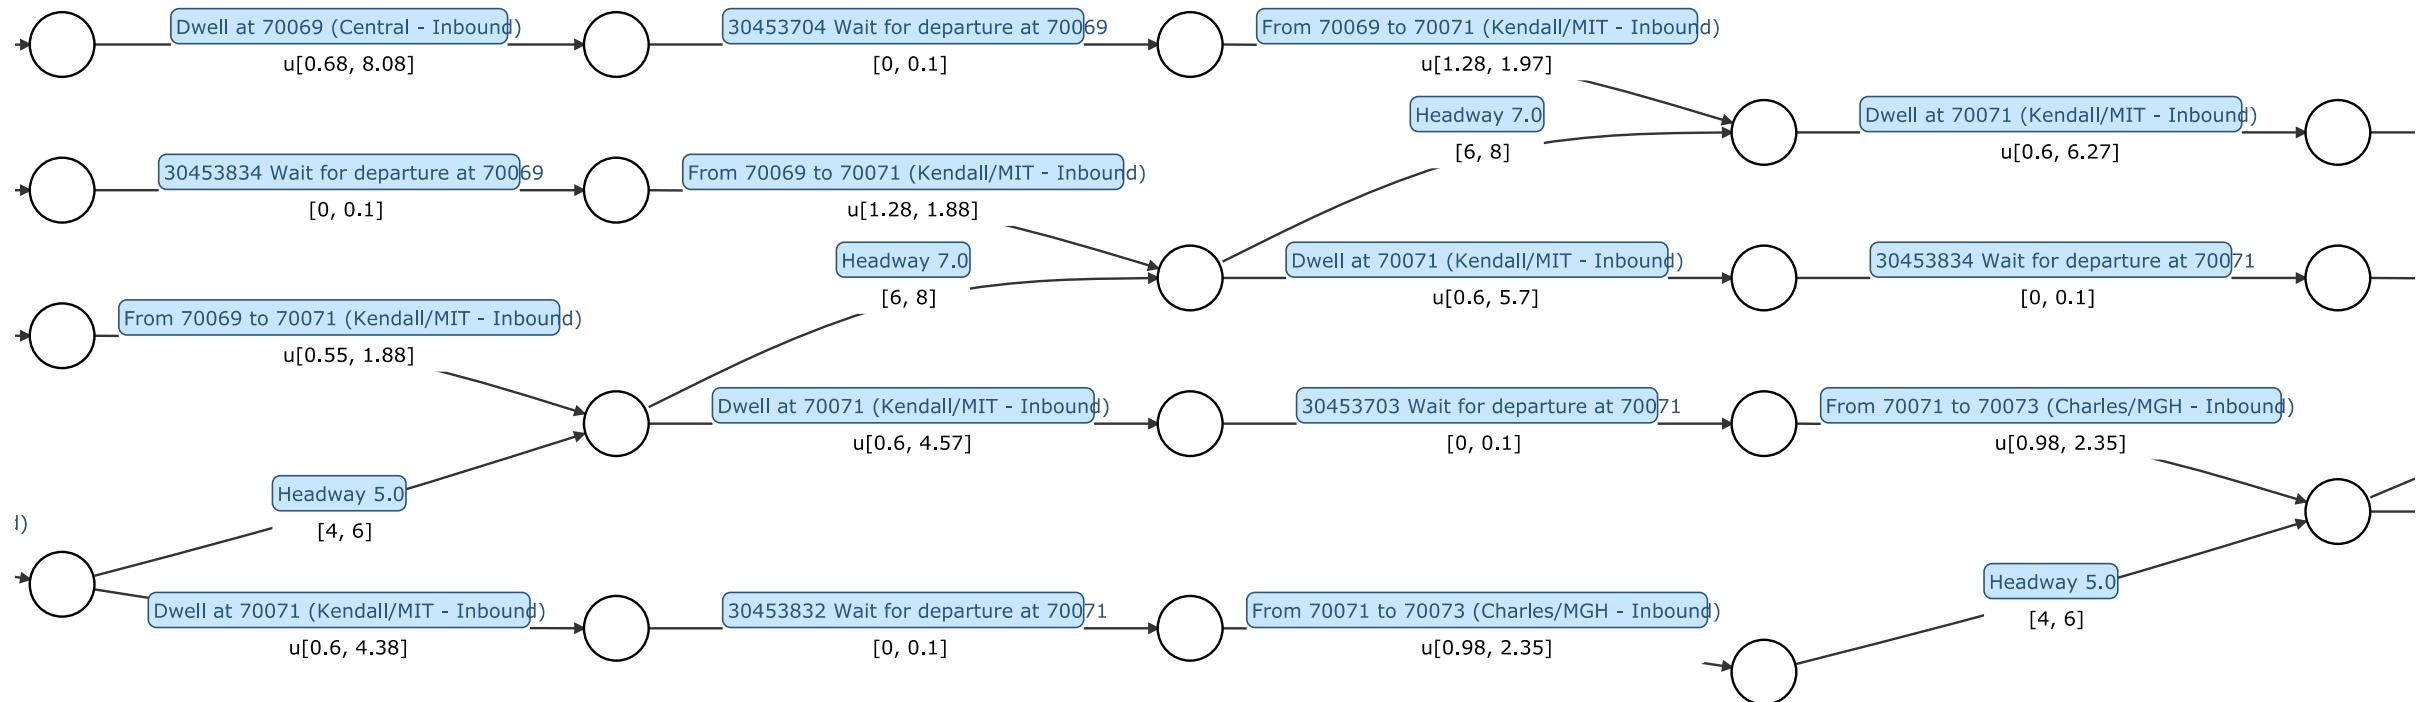 Dwell at 70069 (Central - Inbound)
u[0.68, 8.08]
30453704 Wait for departure at 70069
[0, 0.1]
From 70069 to 70071 (Kendall/MIT - Inbound)
u[1.28, 1.97]
Headway 7.0
[6, 8]
Dwell at 70071 (Kendall/MIT - Inbound)
u[0.6, 6.27]
30453834 Wait for departure at 70069
[0, 0.1]
From 70069 to 70071 (Kendall/MIT - Inbound)
u[1.28, 1.88]
Headway 7.0
[6, 8]
Dwell at 70071 (Kendall/MIT - Inbound)
u[0.6, 5.7]
30453834 Wait for departure at 70071
[0, 0.1]
From 70069 to 70071 (Kendall/MIT - Inbound)
u[0.55, 1.88]
Dwell at 70071 (Kendall/MIT - Inbound)
u[0.6, 4.57]
30453703 Wait for departure at 70071
[0, 0.1]
From 70071 to 70073 (Charles/MGH - Inbound)
u[0.98, 2.35]
Headway 5.0
[4, 6]
d)
Dwell at 70071 (Kendall/MIT - Inbound)
u[0.6, 4.38]
30453832 Wait for departure at 70071
[0, 0.1]
From 70071 to 70073 (Charles/MGH - Inbound)
u[0.98, 2.35]
Headway 5.0
[4, 6]